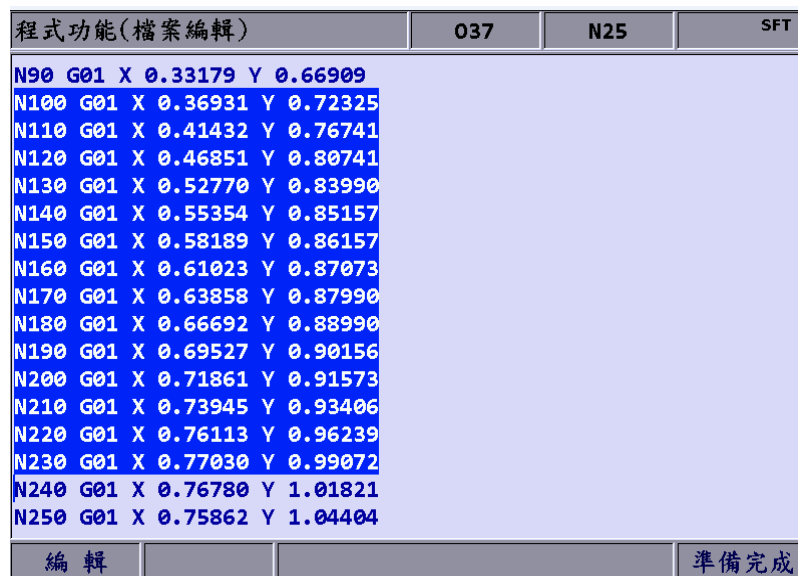 程式功能(檔案編輯) O37 N25 SFT
N90 G01 X 0.33179 Y 0.66909
N100 G01 X 0.36931 Y 0.72325
N110 G01 X 0.41432 Y 0.76741
N120 G01 X 0.46851 Y 0.80741
N130 G01 X 0.52770 Y 0.83990
N140 G01 X 0.55354 Y 0.85157
N150 G01 X 0.58189 Y 0.86157
N160 G01 X 0.61023 Y 0.87073
N170 G01 X 0.63858 Y 0.87990
N180 G01 X 0.66692 Y 0.88990
N190 G01 X 0.69527 Y 0.90156
N200 G01 X 0.71861 Y 0.91573
N210 G01 X 0.73945 Y 0.93406
N220 G01 X 0.76113 Y 0.96239
N230 G01 X 0.77030 Y 0.99072
N240 G01 X 0.76780 Y 1.01821
N250 G01 X 0.75862 Y 1.04404
編 輯 準備完成